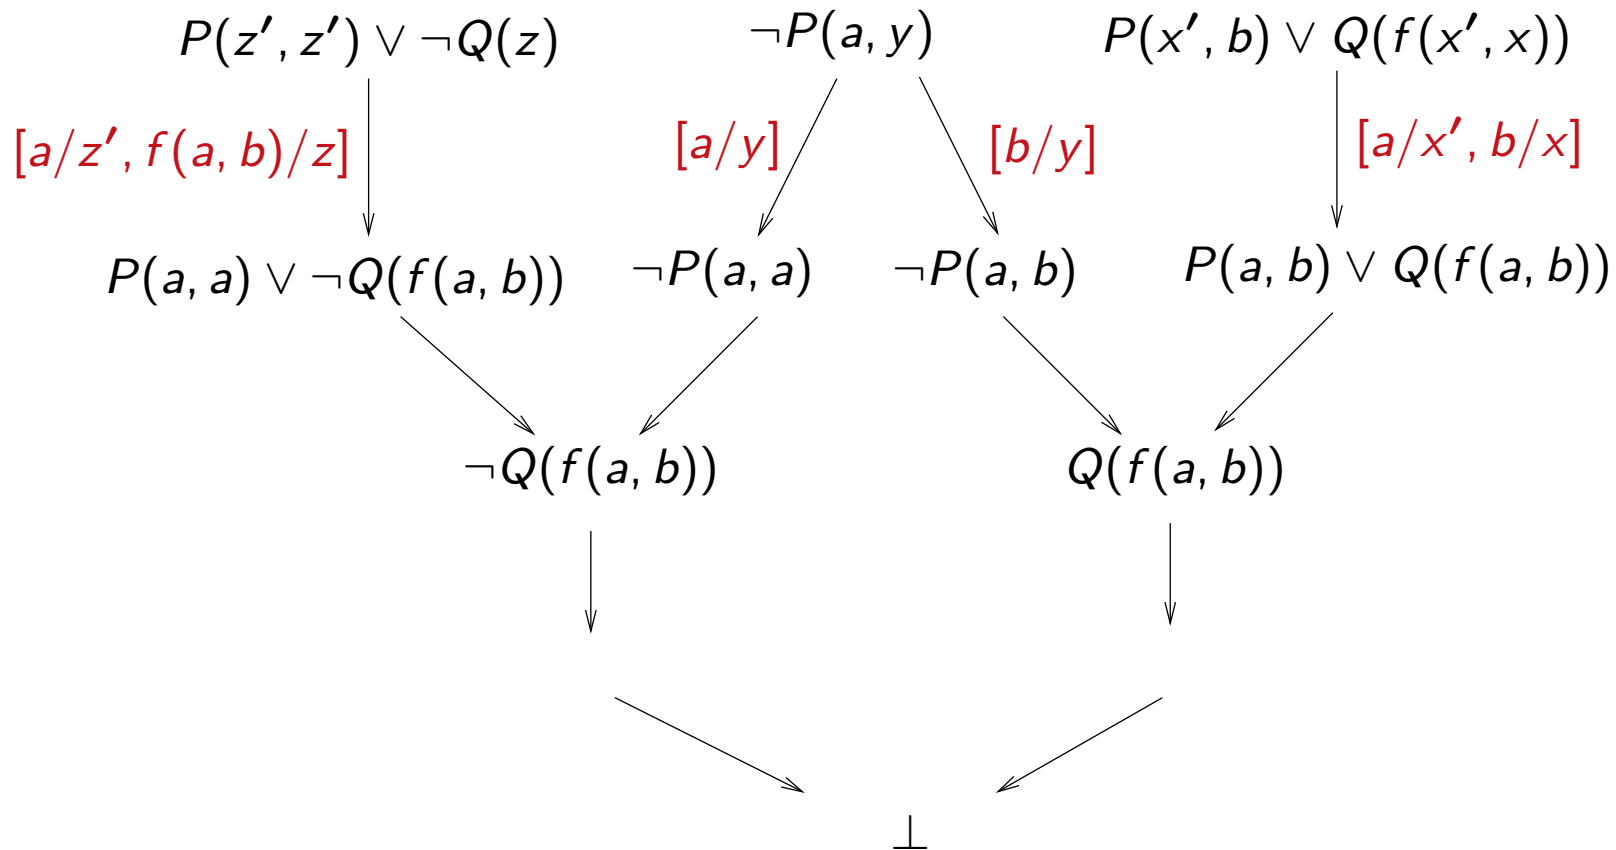 P(z′, z′) ∨ ¬Q(z) ¬P(a, y) P(x′, b) ∨ Q(f(x′, x))
[a/z′, f(a, b)/z] [a/y] [b/y] [a/x′, b/x]
P(a, a) ∨ ¬Q(f(a, b)) ¬P(a, a) ¬P(a, b) P(a, b) ∨ Q(f(a, b))
¬Q(f(a, b)) Q(f(a, b))
⊥